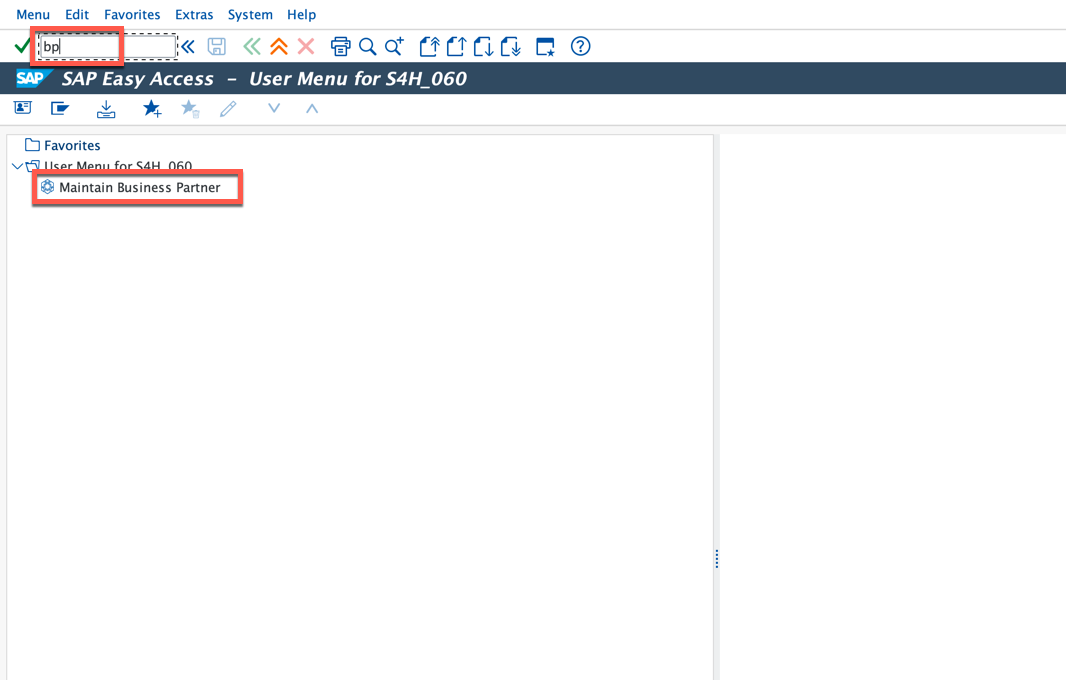 Menu Edit Favorites Extras System Help
bp
SAP SAP Easy Access – User Menu for S4H_060
Favorites
User Menu for S4H_060
Maintain Business Partner